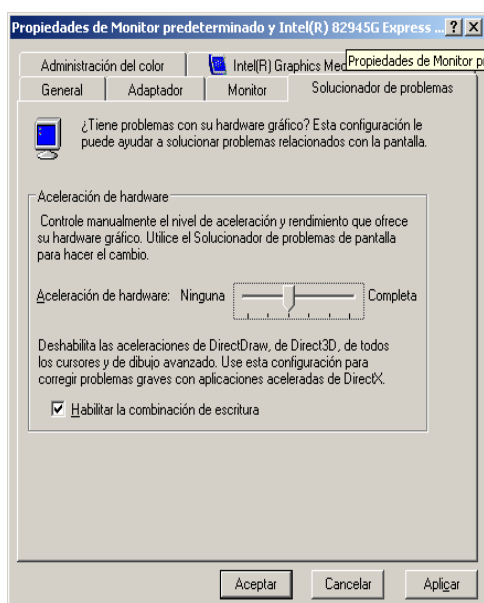 Propiedades de Monitor predeterminado y Intel(R) 82945G Express ...
Administración del color
Intel(R) Graphics Med
Propiedades de Monitor p
General
Adaptador
Monitor
Solucionador de problemas
¿Tiene problemas con su hardware gráfico? Esta configuración le
puede ayudar a solucionar problemas relacionados con la pantalla.
Aceleración de hardware
Controle manualmente el nivel de aceleración y rendimiento que ofrece
su hardware gráfico. Utilice el Solucionador de problemas de pantalla
para hacer el cambio.
Aceleración de hardware: Ninguna Completa
Deshabilita las aceleraciones de DirectDraw, de Direct3D, de todos
los cursores y de dibujo avanzado. Use esta configuración para
corregir problemas graves con aplicaciones aceleradas de DirectX.
Habilitar la combinación de escritura
Aceptar
Cancelar
Aplicar